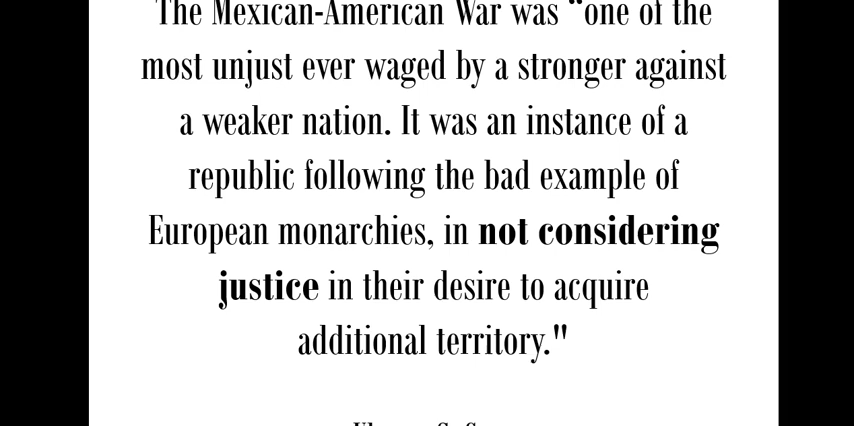 The Mexican-American War was “one of the
most unjust ever waged by a stronger against
a weaker nation. It was an instance of a
republic following the bad example of
European monarchies, in not considering
justice in their desire to acquire
additional territory."